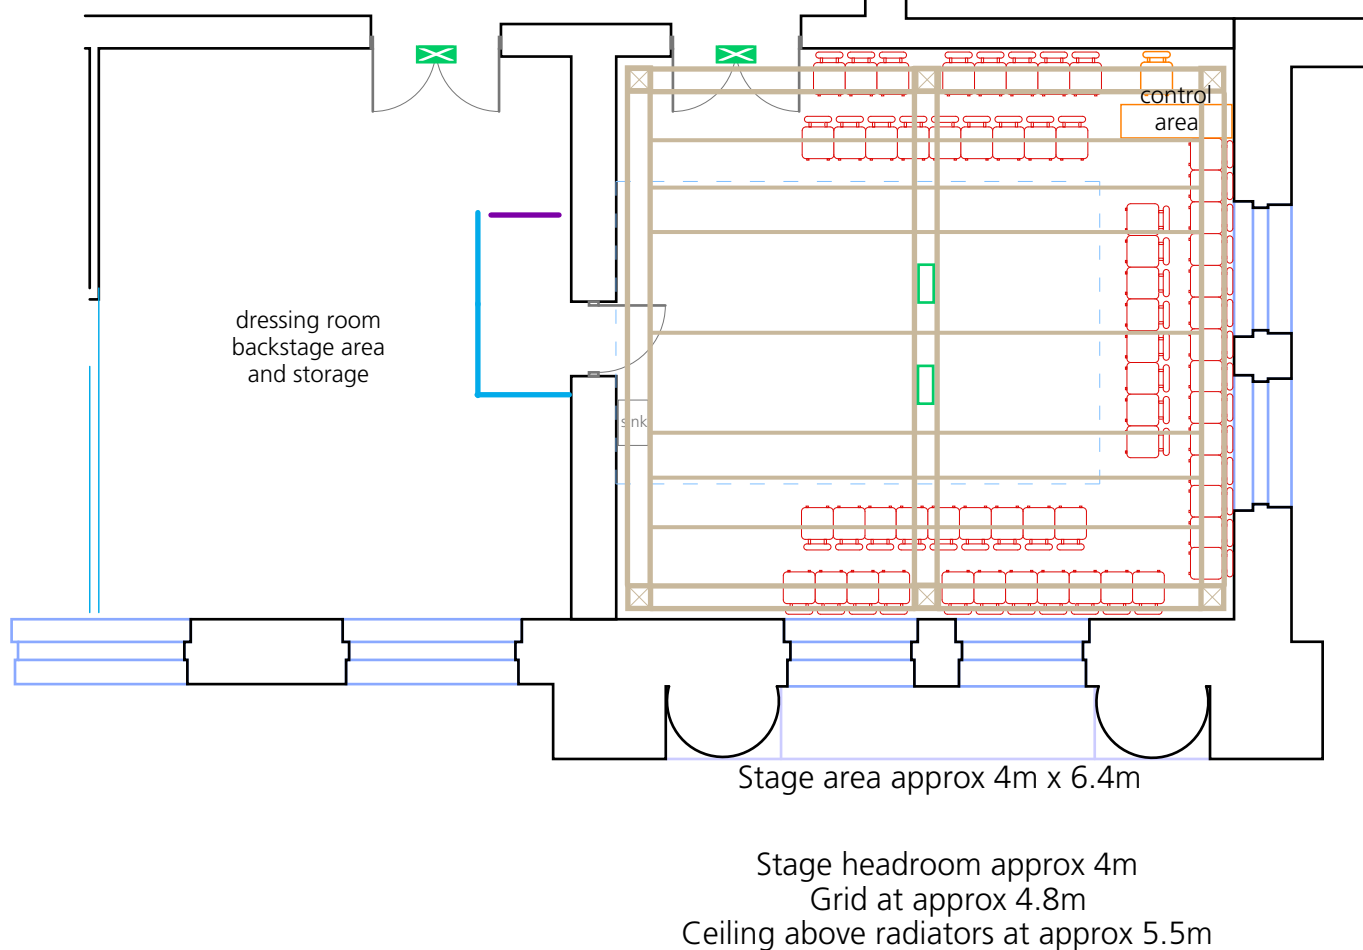 control
area
dressing room
backstage area
and storage
sink
Stage area approx 4m x 6.4m
Stage headroom approx 4m
Grid at approx 4.8m
Ceiling above radiators at approx 5.5m